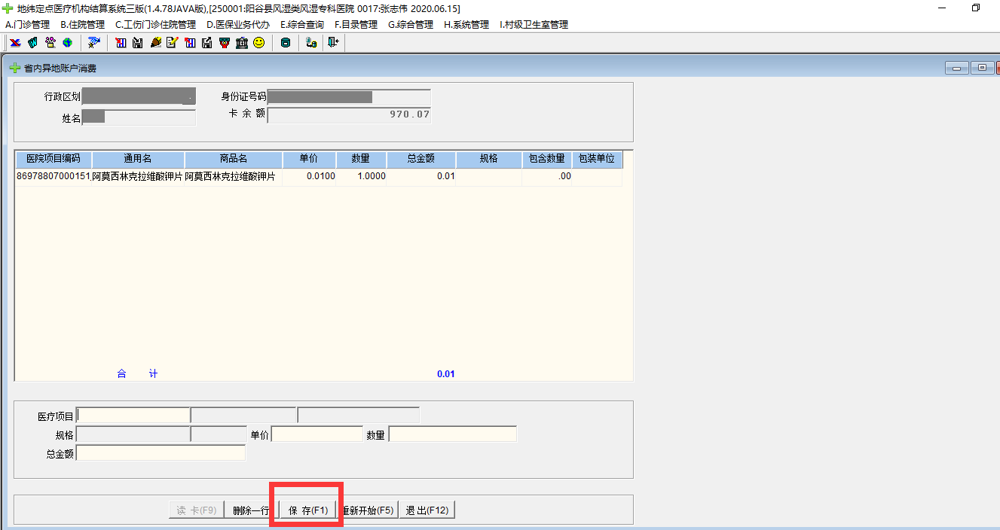 地纬定点医疗机构结算系统三版(1.4.78JAVA版),[250001:阳谷县风湿类风湿专科医院 0017:张志伟 2020.06.15]
A.门诊管理 B.住院管理 C.工伤门诊住院管理 D.医保业务代办 E.综合查询 F.目录管理 G.综合管理 H.系统管理 I.村级卫生室管理
省内异地账户消费
行政区划 身份证号码
姓名 卡 余 额 970.07
医院项目编码 通用名 商品名 单价 数量 总金额 规格 包含数量 包装单位
86978807000151 阿莫西林克拉维酸钾片 阿莫西林克拉维酸钾片 0.0100 1.0000 0.01 .00
合 计 0.01
医疗项目
规格 单价 数量
总金额
读 卡(F9) 删除一行 保 存(F1) 重新开始(F5) 退 出(F12)